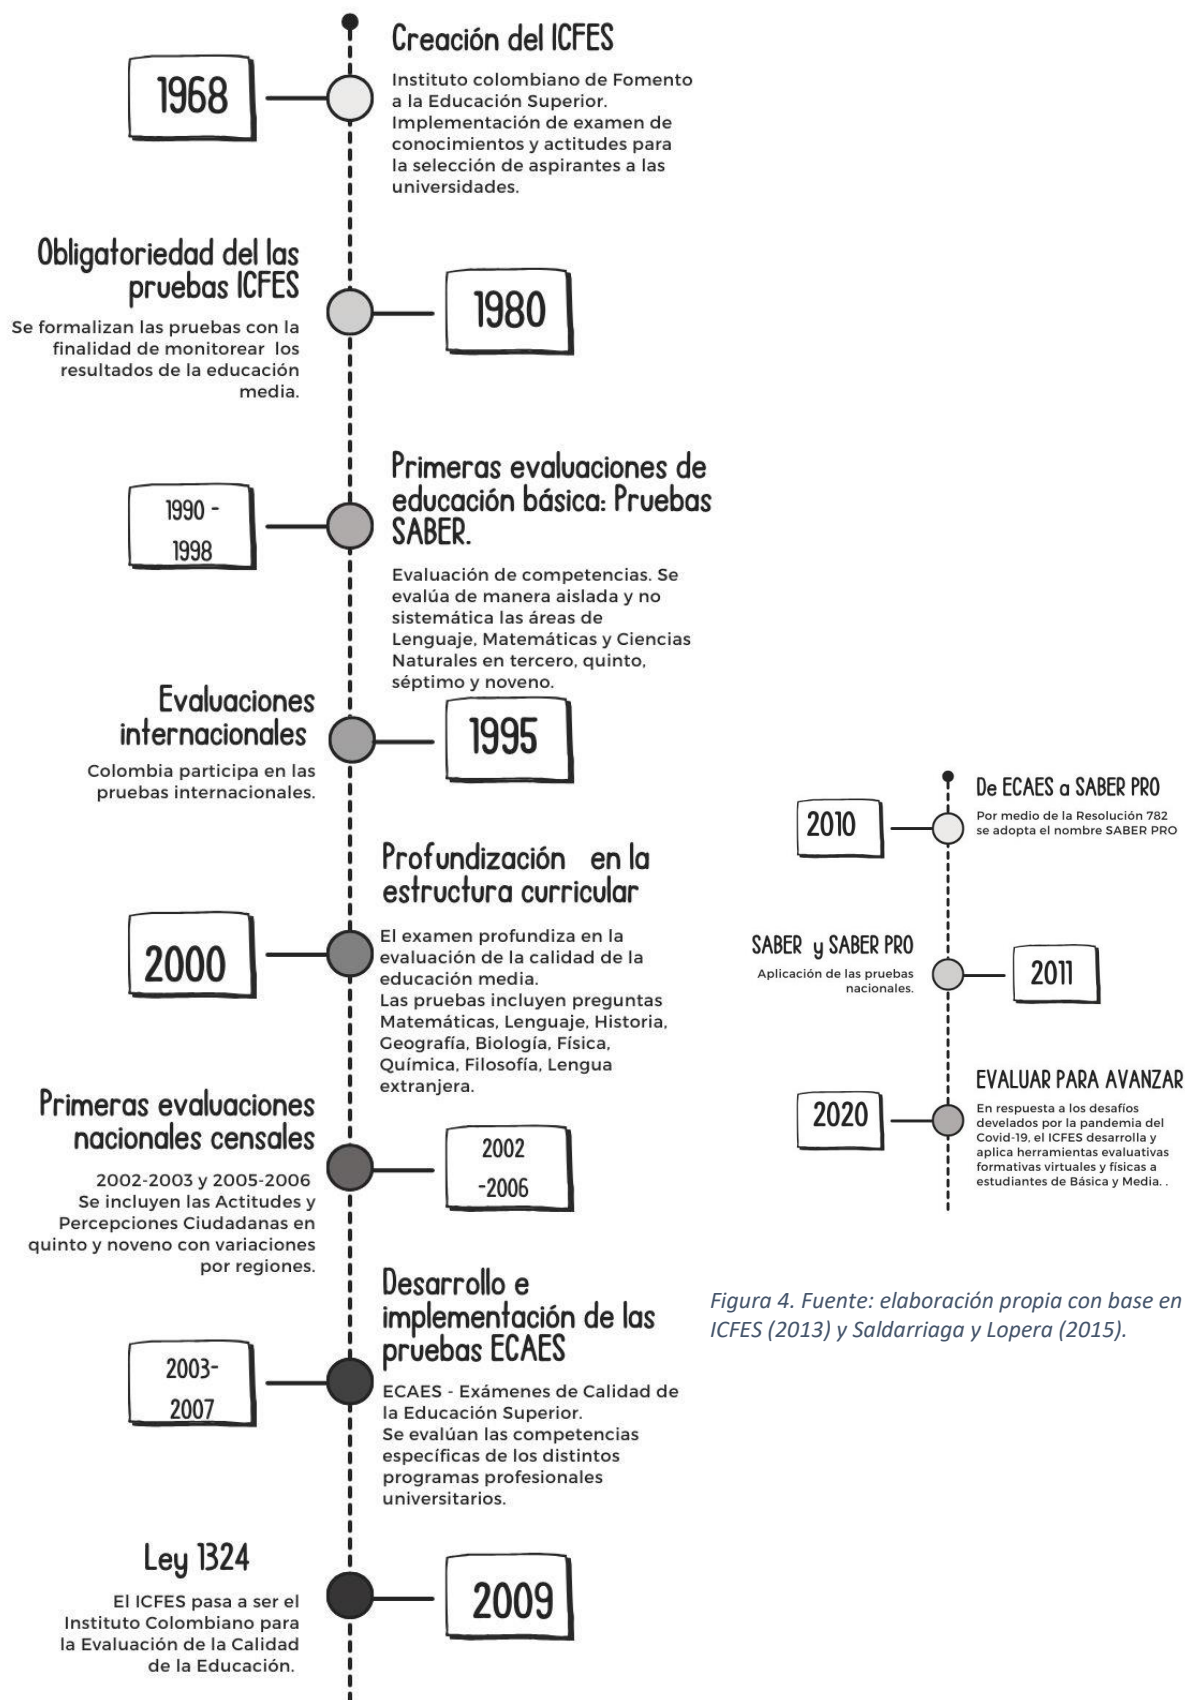 1968
Creación del ICFES
Instituto colombiano de Fomento
a la Educación Superior.
Implementación de examen de
conocimientos y actitudes para
la selección de aspirantes a las
universidades.
Obligatoriedad del las
pruebas ICFES
Se formalizan las pruebas con la
finalidad de monitorear los
resultados de la educación
media.
1980
1990 -
1998
Primeras evaluaciones de
educación básica: Pruebas
SABER.
Evaluación de competencias. Se
evalúa de manera aislada y no
sistemática las áreas de
Lenguaje, Matemáticas y Ciencias
Naturales en tercero, quinto,
séptimo y noveno.
Evaluaciones
internacionales
Colombia participa en las
pruebas internacionales.
1995
2000
Profundización en la
estructura curricular
El examen profundiza en la
evaluación de la calidad de la
educación media.
Las pruebas incluyen preguntas
Matemáticas, Lenguaje, Historia,
Geografía, Biología, Física,
Química, Filosofía, Lengua
extranjera.
Primeras evaluaciones
nacionales censales
2002-2003 y 2005-2006
Se incluyen las Actitudes y
Percepciones Ciudadanas en
quinto y noveno con variaciones
por regiones.
2002
-2006
2003-
2007
Desarrollo e
implementación de las
pruebas ECAES
ECAES - Exámenes de Calidad de
la Educación Superior.
Se evalúan las competencias
específicas de los distintos
programas profesionales
universitarios.
Ley 1324
El ICFES pasa a ser el
Instituto Colombiano para
la Evaluación de la Calidad
de la Educación.
2009
2010
De ECAES a SABER PRO
Por medio de la Resolución 782
se adopta el nombre SABER PRO
SABER y SABER PRO
Aplicación de las pruebas
nacionales.
2011
2020
EVALUAR PARA AVANZAR
En respuesta a los desafíos
develados por la pandemia del
Covid-19, el ICFES desarrolla y
aplica herramientas evaluativas
formativas virtuales y físicas a
estudiantes de Básica y Media. .
Figura 4. Fuente: elaboración propia con base en
ICFES (2013) y Saldarriaga y Lopera (2015).